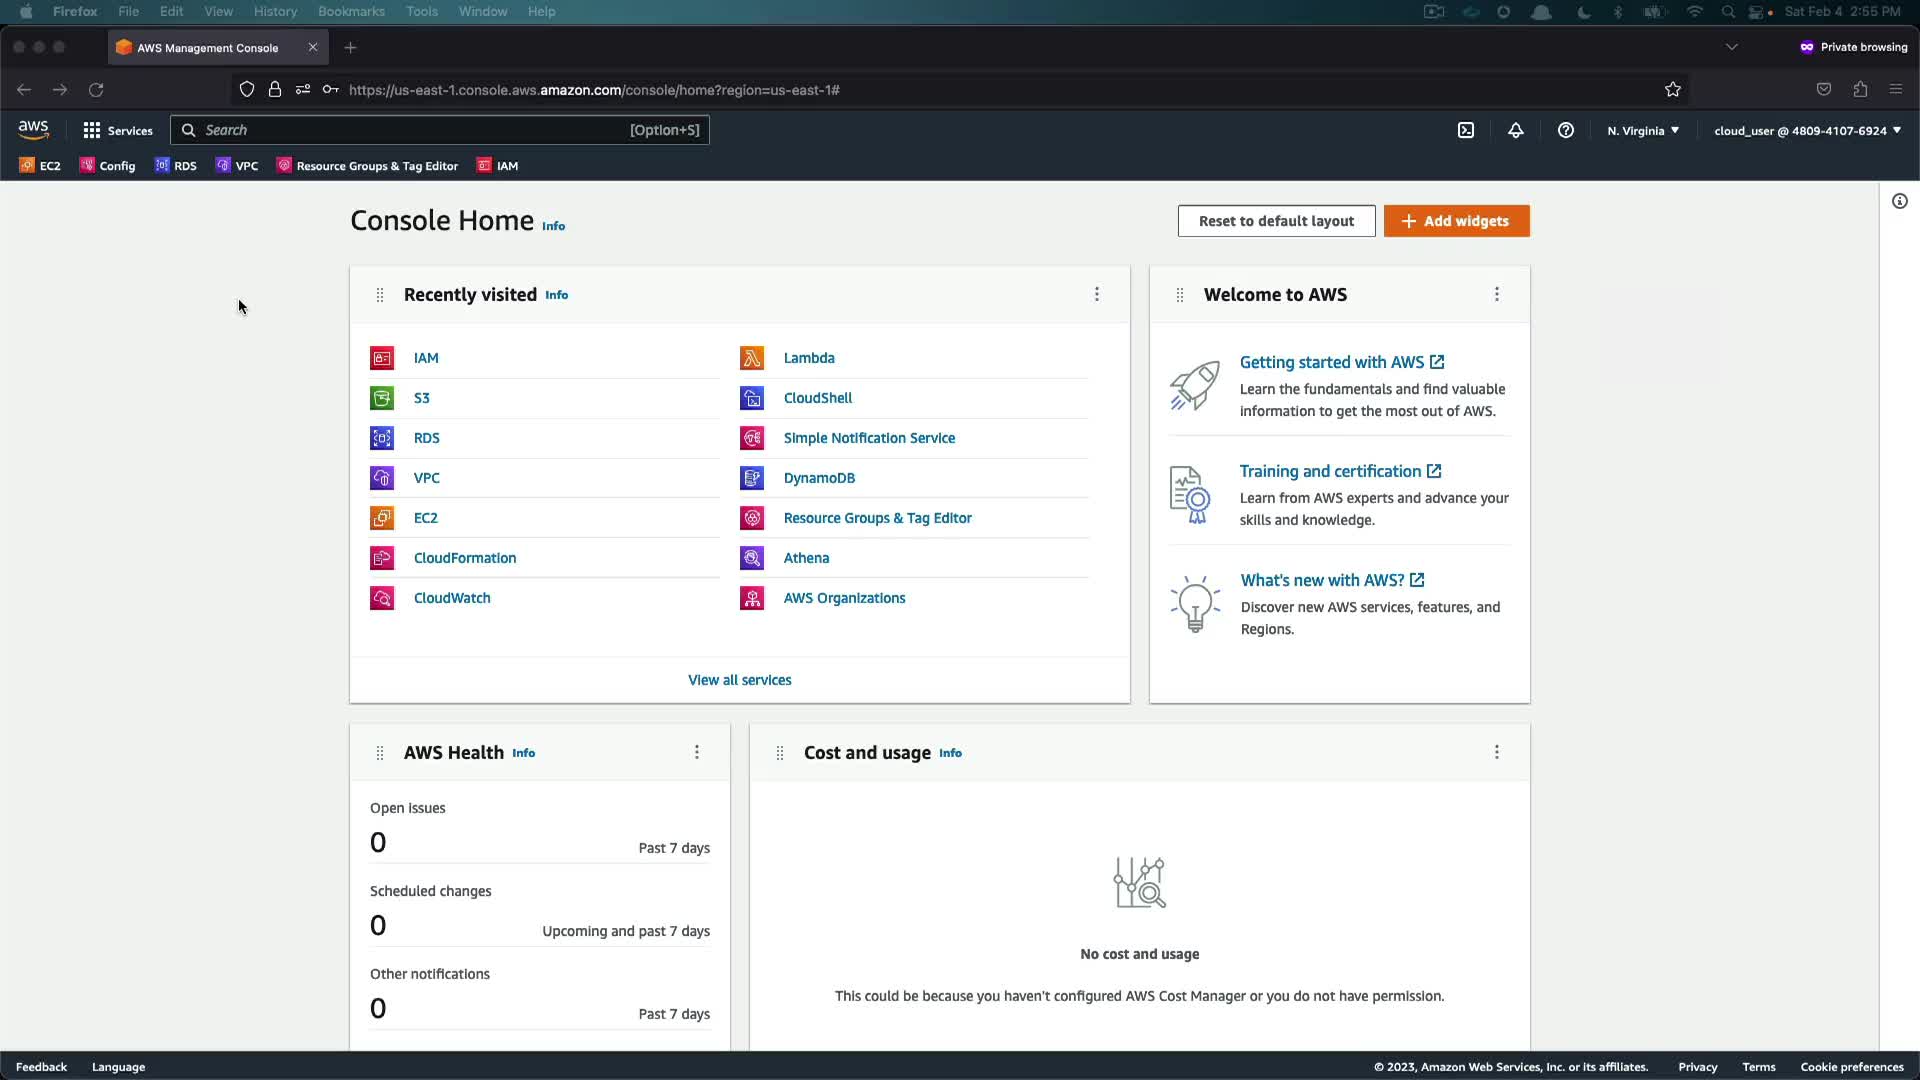 Firefox File Edit View History Bookmarks Tools Window Help Sat Feb 4 2:55 PM
AWS Management Console Private browsing
https://us-east-1.console.aws.amazon.com/console/home?region=us-east-1#
aws Services Search [Option+S] N. Virginia cloud_user @ 4809-4107-6924
EC2 Config RDS VPC Resource Groups & Tag Editor IAM
Console Home Info Reset to default layout Add widgets
Recently visited Info
IAM
S3
RDS
VPC
EC2
CloudFormation
CloudWatch
Lambda
CloudShell
Simple Notification Service
DynamoDB
Resource Groups & Tag Editor
Athena
AWS Organizations
View all services
Welcome to AWS
Getting started with AWS
Learn the fundamentals and find valuable
information to get the most out of AWS.
Training and certification
Learn from AWS experts and advance your
skills and knowledge.
What's new with AWS?
Discover new AWS services, features, and
Regions.
AWS Health Info
Open issues
0 Past 7 days
Scheduled changes
0 Upcoming and past 7 days
Other notifications
0 Past 7 days
Cost and usage Info
No cost and usage
This could be because you haven't configured AWS Cost Manager or you do not have permission.
Feedback Language © 2023, Amazon Web Services, Inc. or its affiliates. Privacy Terms Cookie preferences